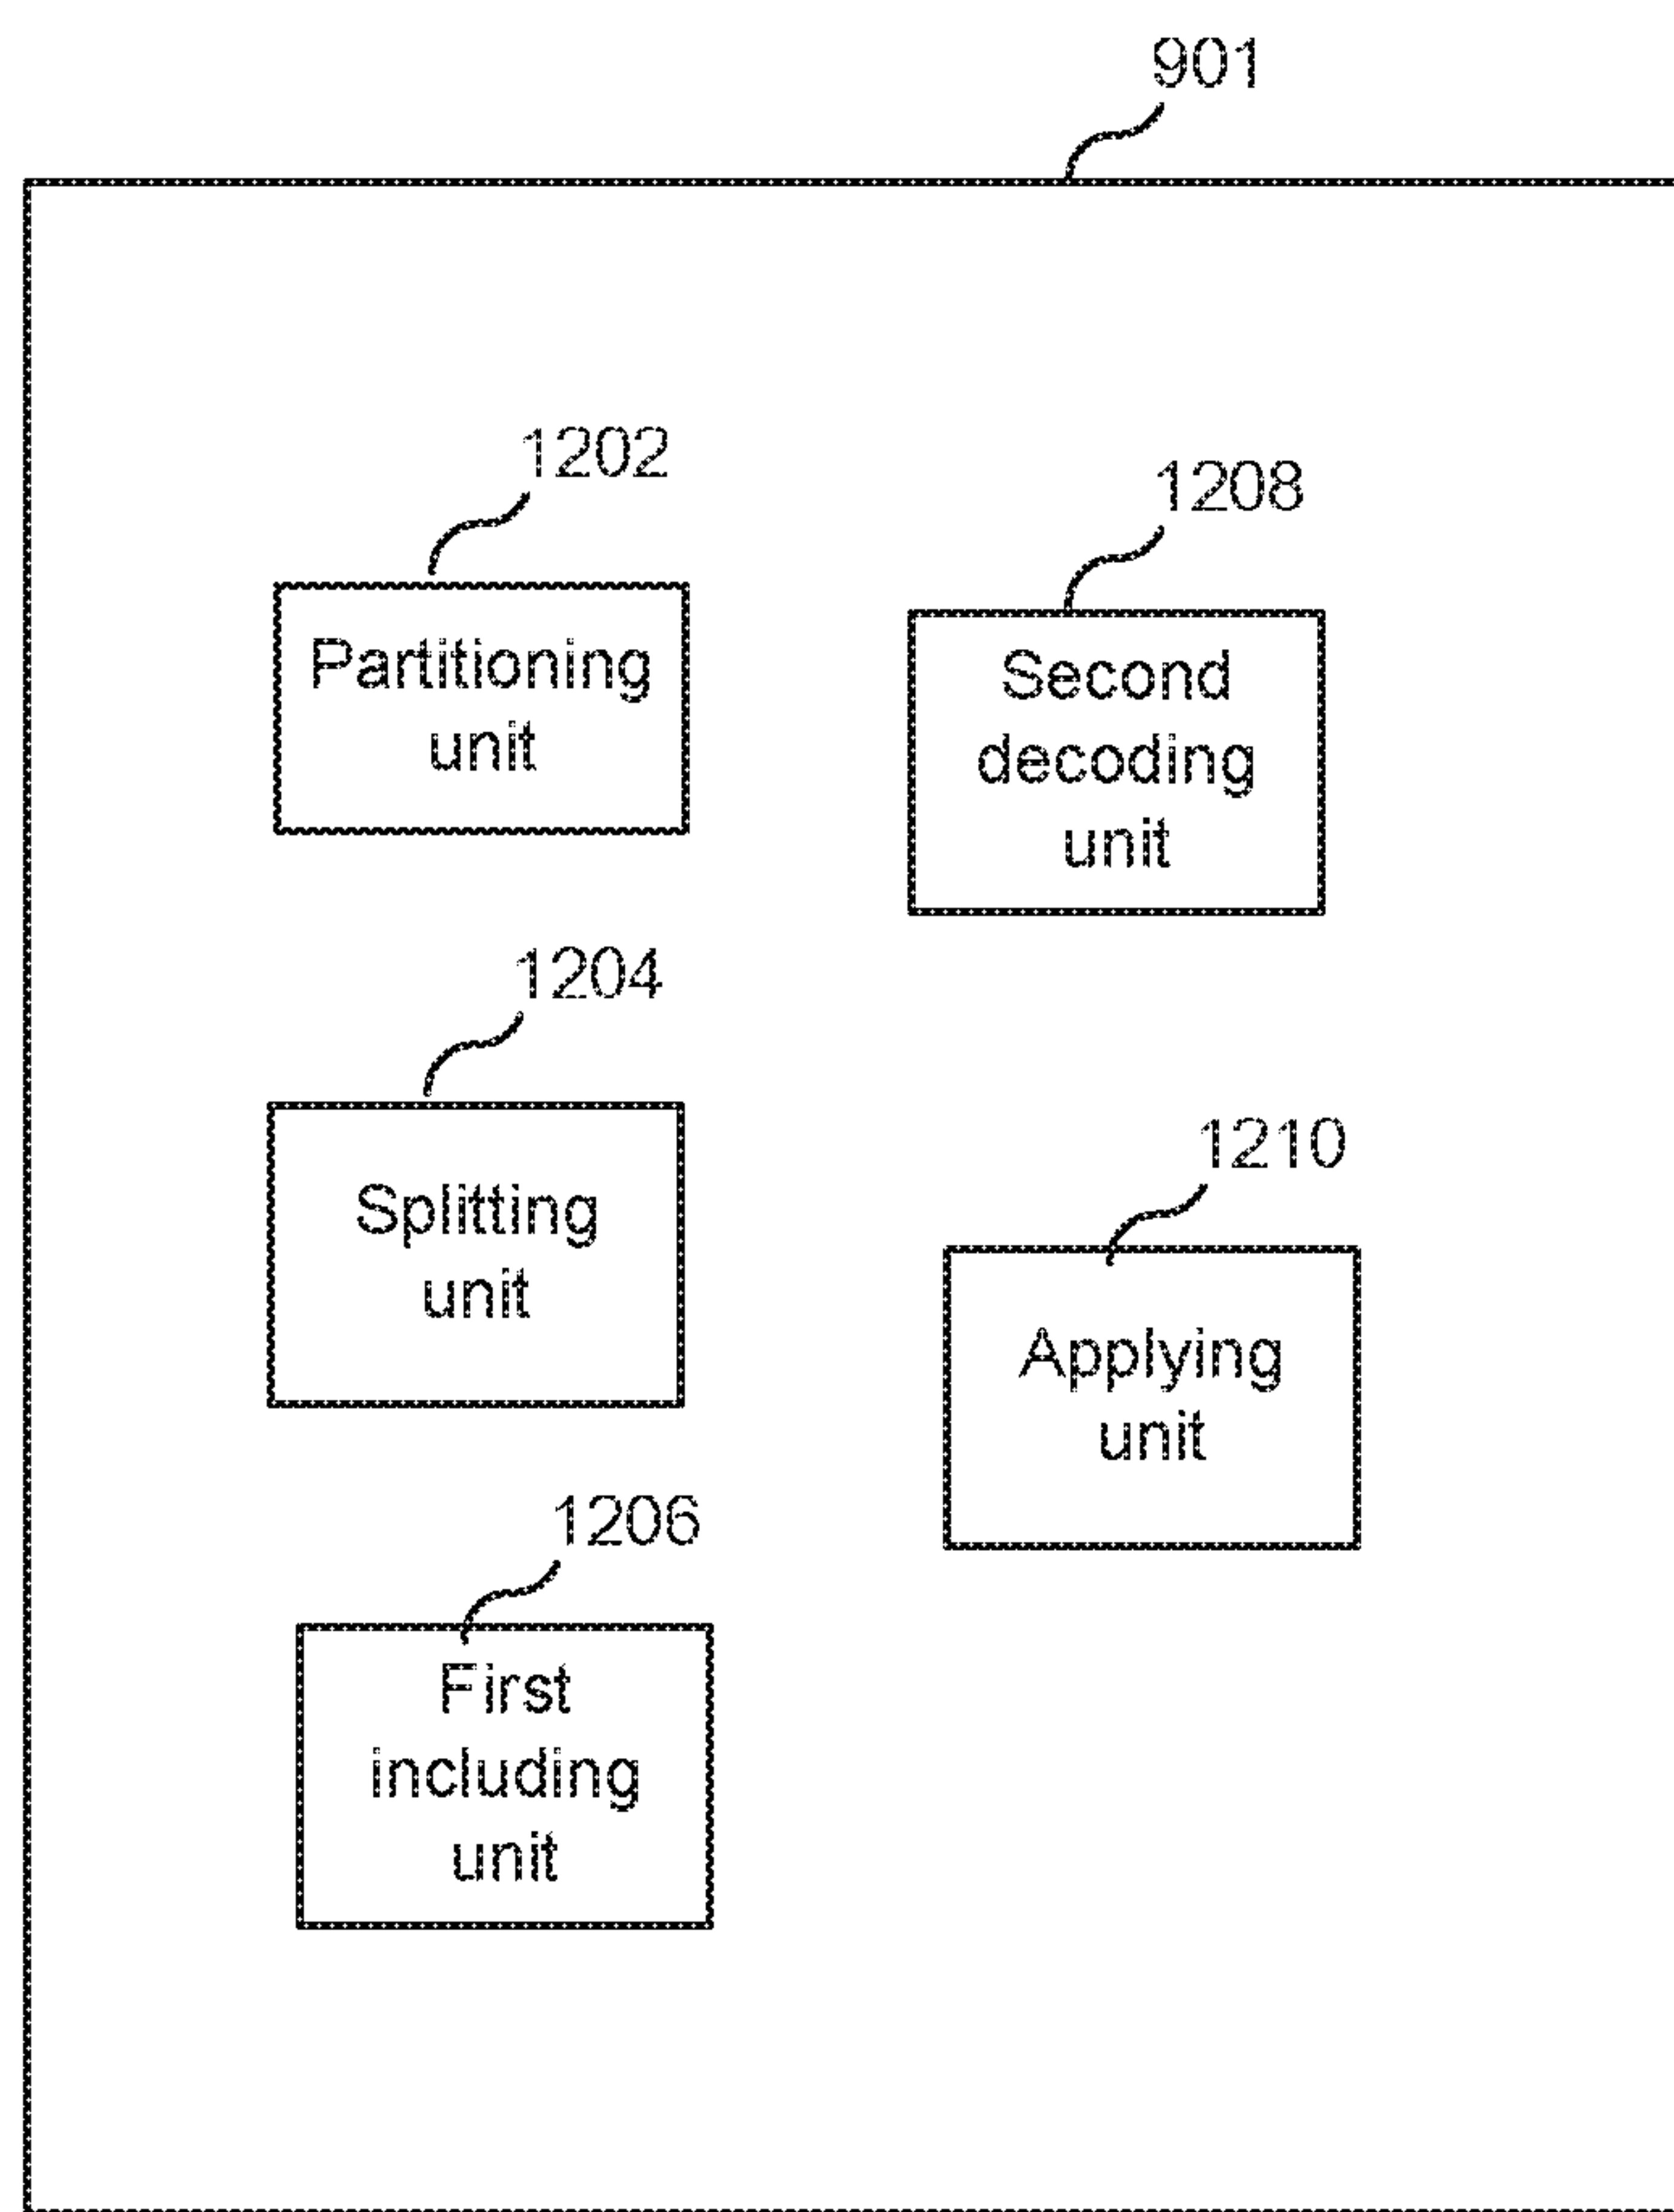 901
1202
Partitioning
unit
1208
Second
decoding
unit
1204
Splitting
unit
1210
Applying
unit
1206
First
including
unit